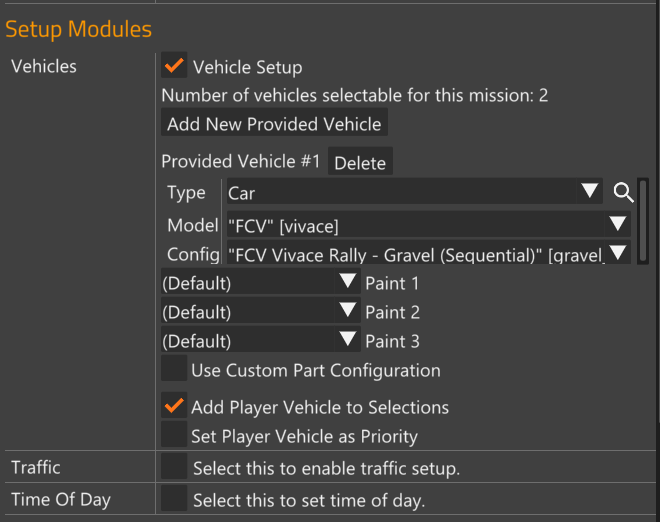 Setup Modules
Vehicles
Vehicle Setup
Number of vehicles selectable for this mission: 2
Add New Provided Vehicle
Provided Vehicle #1 Delete
Type Car
Model "FCV" [vivace]
Config "FCV Vivace Rally - Gravel (Sequential)" [gravel_
(Default) Paint 1
(Default) Paint 2
(Default) Paint 3
Use Custom Part Configuration
Add Player Vehicle to Selections
Set Player Vehicle as Priority
Traffic Select this to enable traffic setup.
Time Of Day Select this to set time of day.